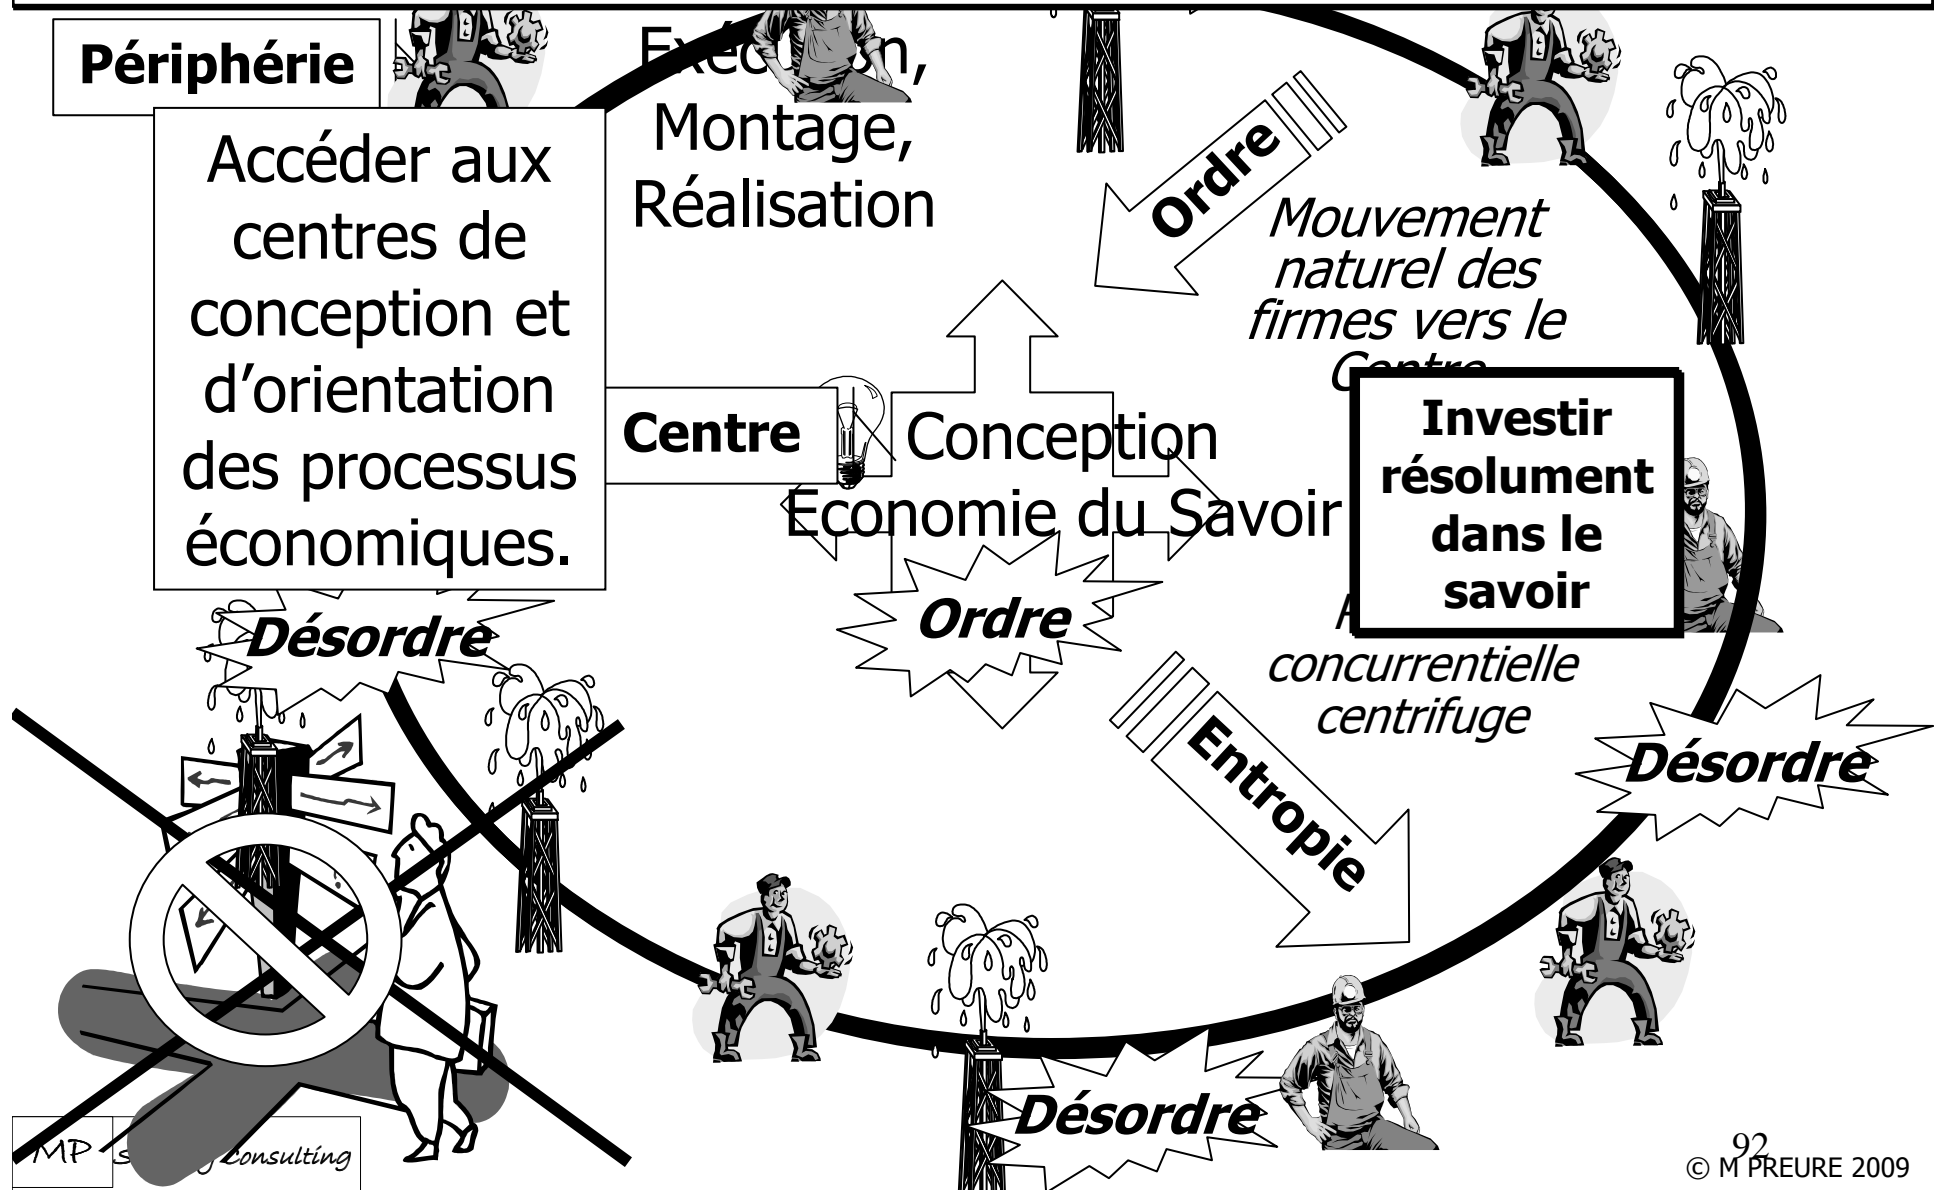 Périphérie
Exécution,
Montage,
Réalisation
Accéder aux
centres de
conception et
d’orientation
des processus
économiques.
Ordre
Mouvement
naturel des
firmes vers le
Centre
Centre
Conception
Economie du Savoir
Investir
résolument
dans le
savoir
Ordre
Désordre
concurrentielle
centrifuge
Entropie
Désordre
Désordre
MP
Consulting
92
© M PREURE 2009